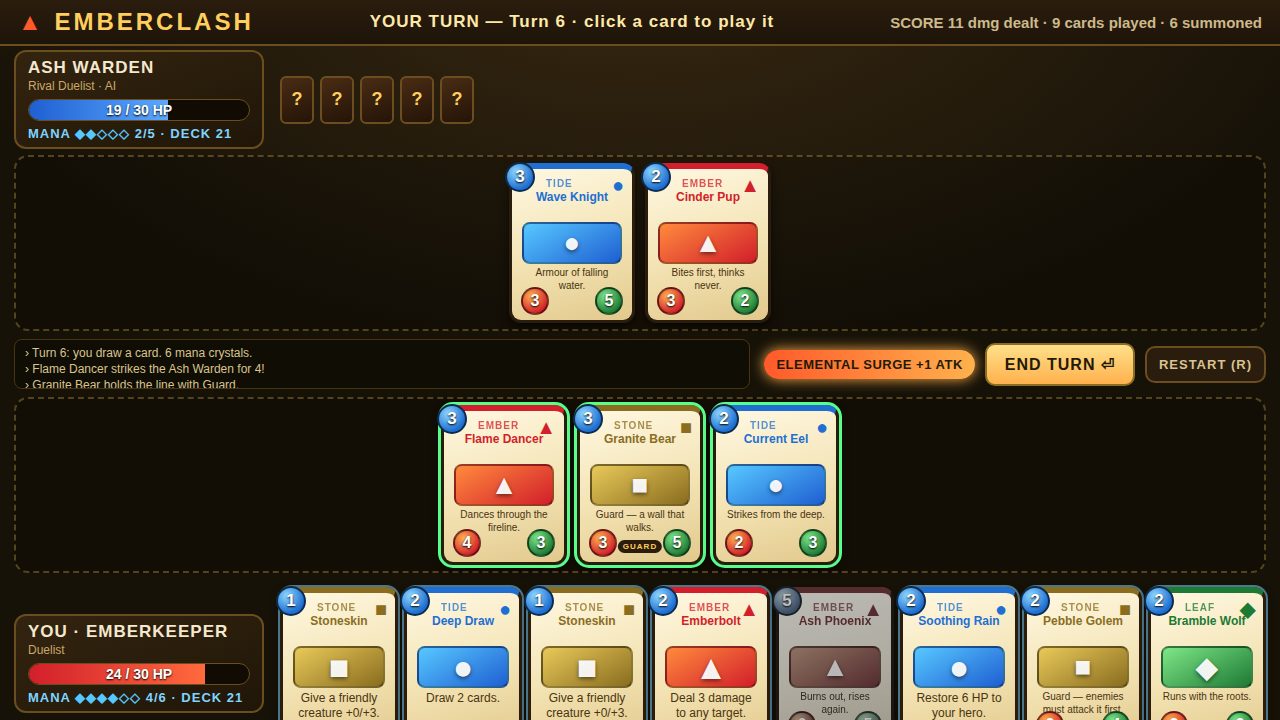 ▲ EMBERCLASH
YOUR TURN — Turn 6 · click a card to play it
SCORE 11 dmg dealt · 9 cards played · 6 summoned
ASH WARDEN
Rival Duelist · AI
19 / 30 HP
MANA ◆◆◇◇◇ 2/5 · DECK 21
? ? ? ? ?
3
TIDE
Wave Knight
Armour of falling
water.
3 5
2
EMBER
Cinder Pup
Bites first, thinks
never.
3 2
› Turn 6: you draw a card. 6 mana crystals.
› Flame Dancer strikes the Ash Warden for 4!
› Granite Bear holds the line with Guard.
ELEMENTAL SURGE +1 ATK
END TURN ⏎
RESTART (R)
3
EMBER
Flame Dancer
Dances through the
fireline.
4 3
3
STONE
Granite Bear
Guard — a wall that
walks.
3 GUARD 5
2
TIDE
Current Eel
Strikes from the deep.
2 3
YOU · EMBERKEEPER
Duelist
24 / 30 HP
MANA ◆◆◆◆◇◇ 4/6 · DECK 21
1
STONE
Stoneskin
Give a friendly
creature +0/+3.
2
TIDE
Deep Draw
Draw 2 cards.
1
STONE
Stoneskin
Give a friendly
creature +0/+3.
2
EMBER
Emberbolt
Deal 3 damage
to any target.
5
EMBER
Ash Phoenix
Burns out, rises
again.
2
TIDE
Soothing Rain
Restore 6 HP to
your hero.
2
STONE
Pebble Golem
Guard — enemies
must attack it first.
2
LEAF
Bramble Wolf
Runs with the roots.